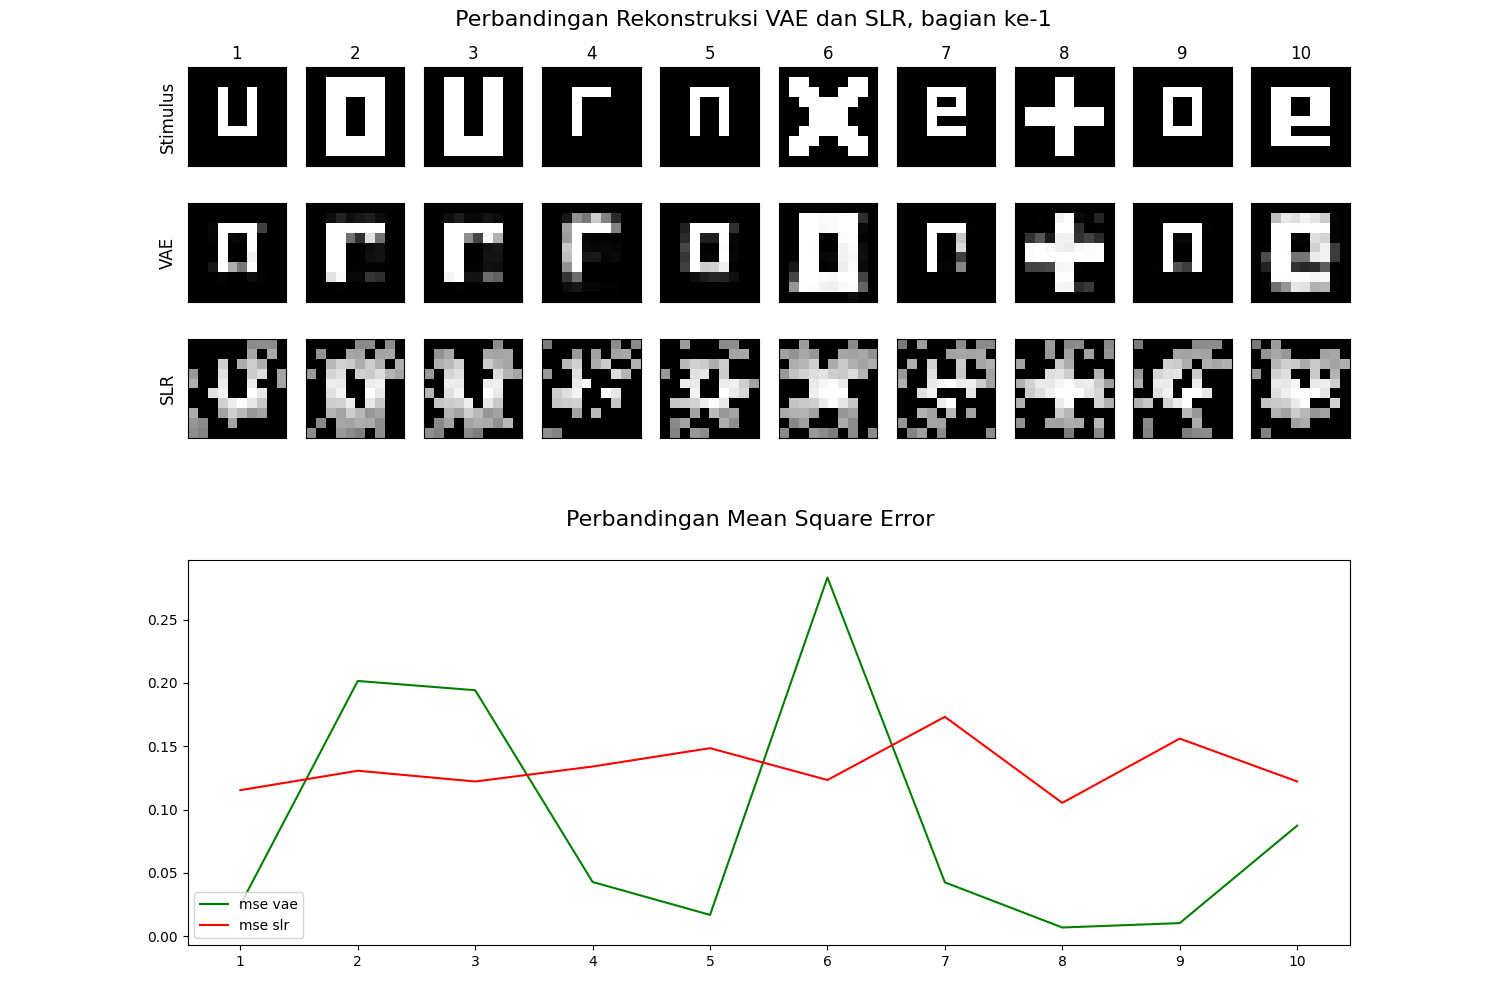 Perbandingan Rekonstruksi VAE dan SLR, bagian ke-1
1 2 3 4 5 6 7 8 9 10
Stimulus
VAE
SLR
Perbandingan Mean Square Error
0.25
0.20
0.15
0.10
0.05
0.00
mse vae
mse slr
1 2 3 4 5 6 7 8 9 10